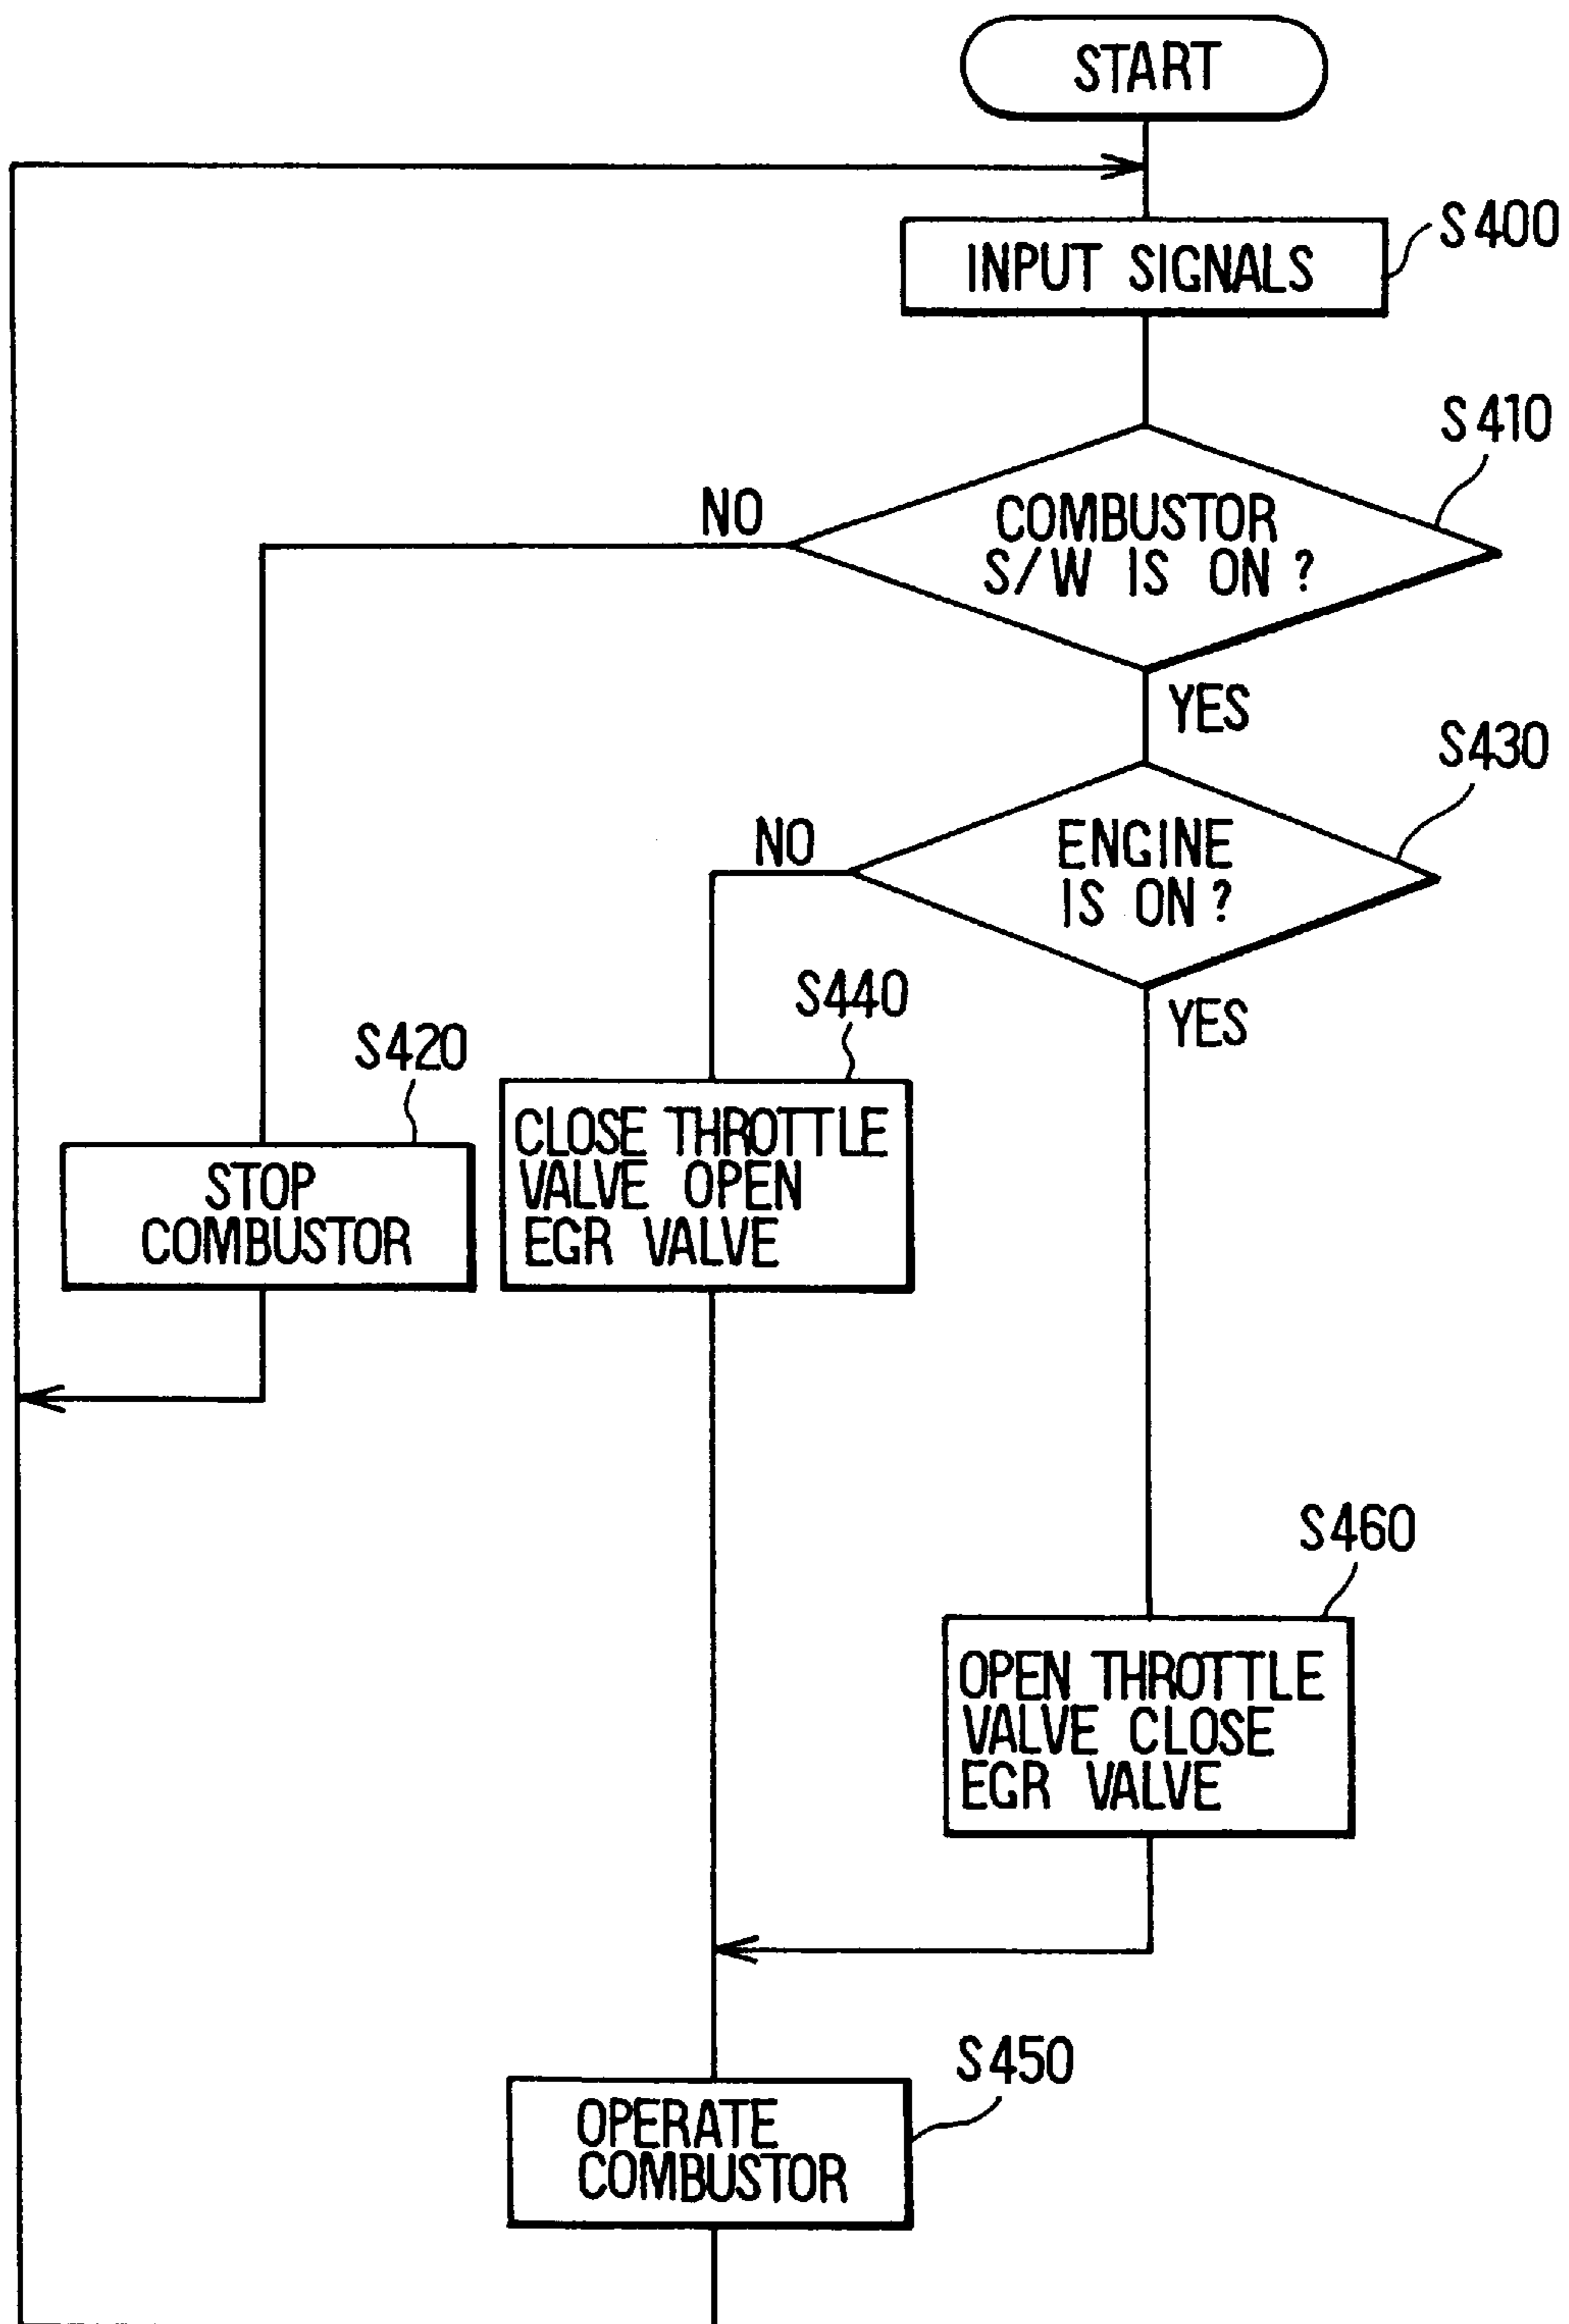 START
INPUT SIGNALS
S400
S410
COMBUSTOR
S/W IS ON ?
NO
YES
S430
ENGINE
IS ON ?
NO
YES
S440
CLOSE THROTTLE
VALVE OPEN
EGR VALVE
S420
STOP
COMBUSTOR
S460
OPEN THROTTLE
VALVE CLOSE
EGR VALVE
S450
OPERATE
COMBUSTOR